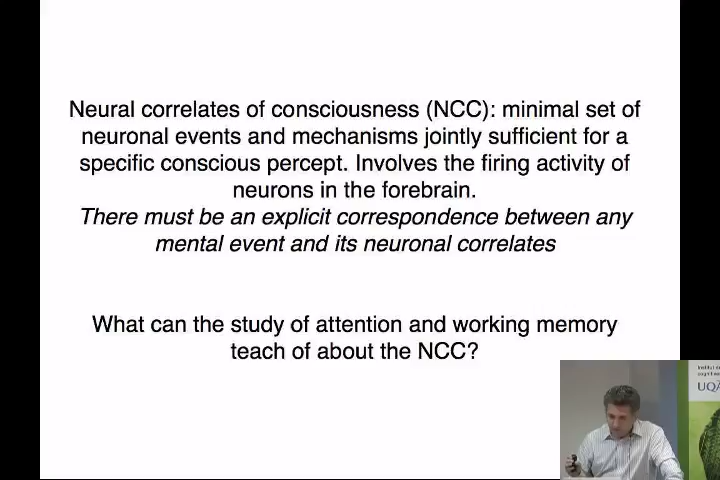 Neural correlates of consciousness (NCC): minimal set of
neuronal events and mechanisms jointly sufficient for a
specific conscious percept. Involves the firing activity of
neurons in the forebrain.
There must be an explicit correspondence between any
mental event and its neuronal correlates
What can the study of attention and working memory
teach of about the NCC?
Institut
UQÀ